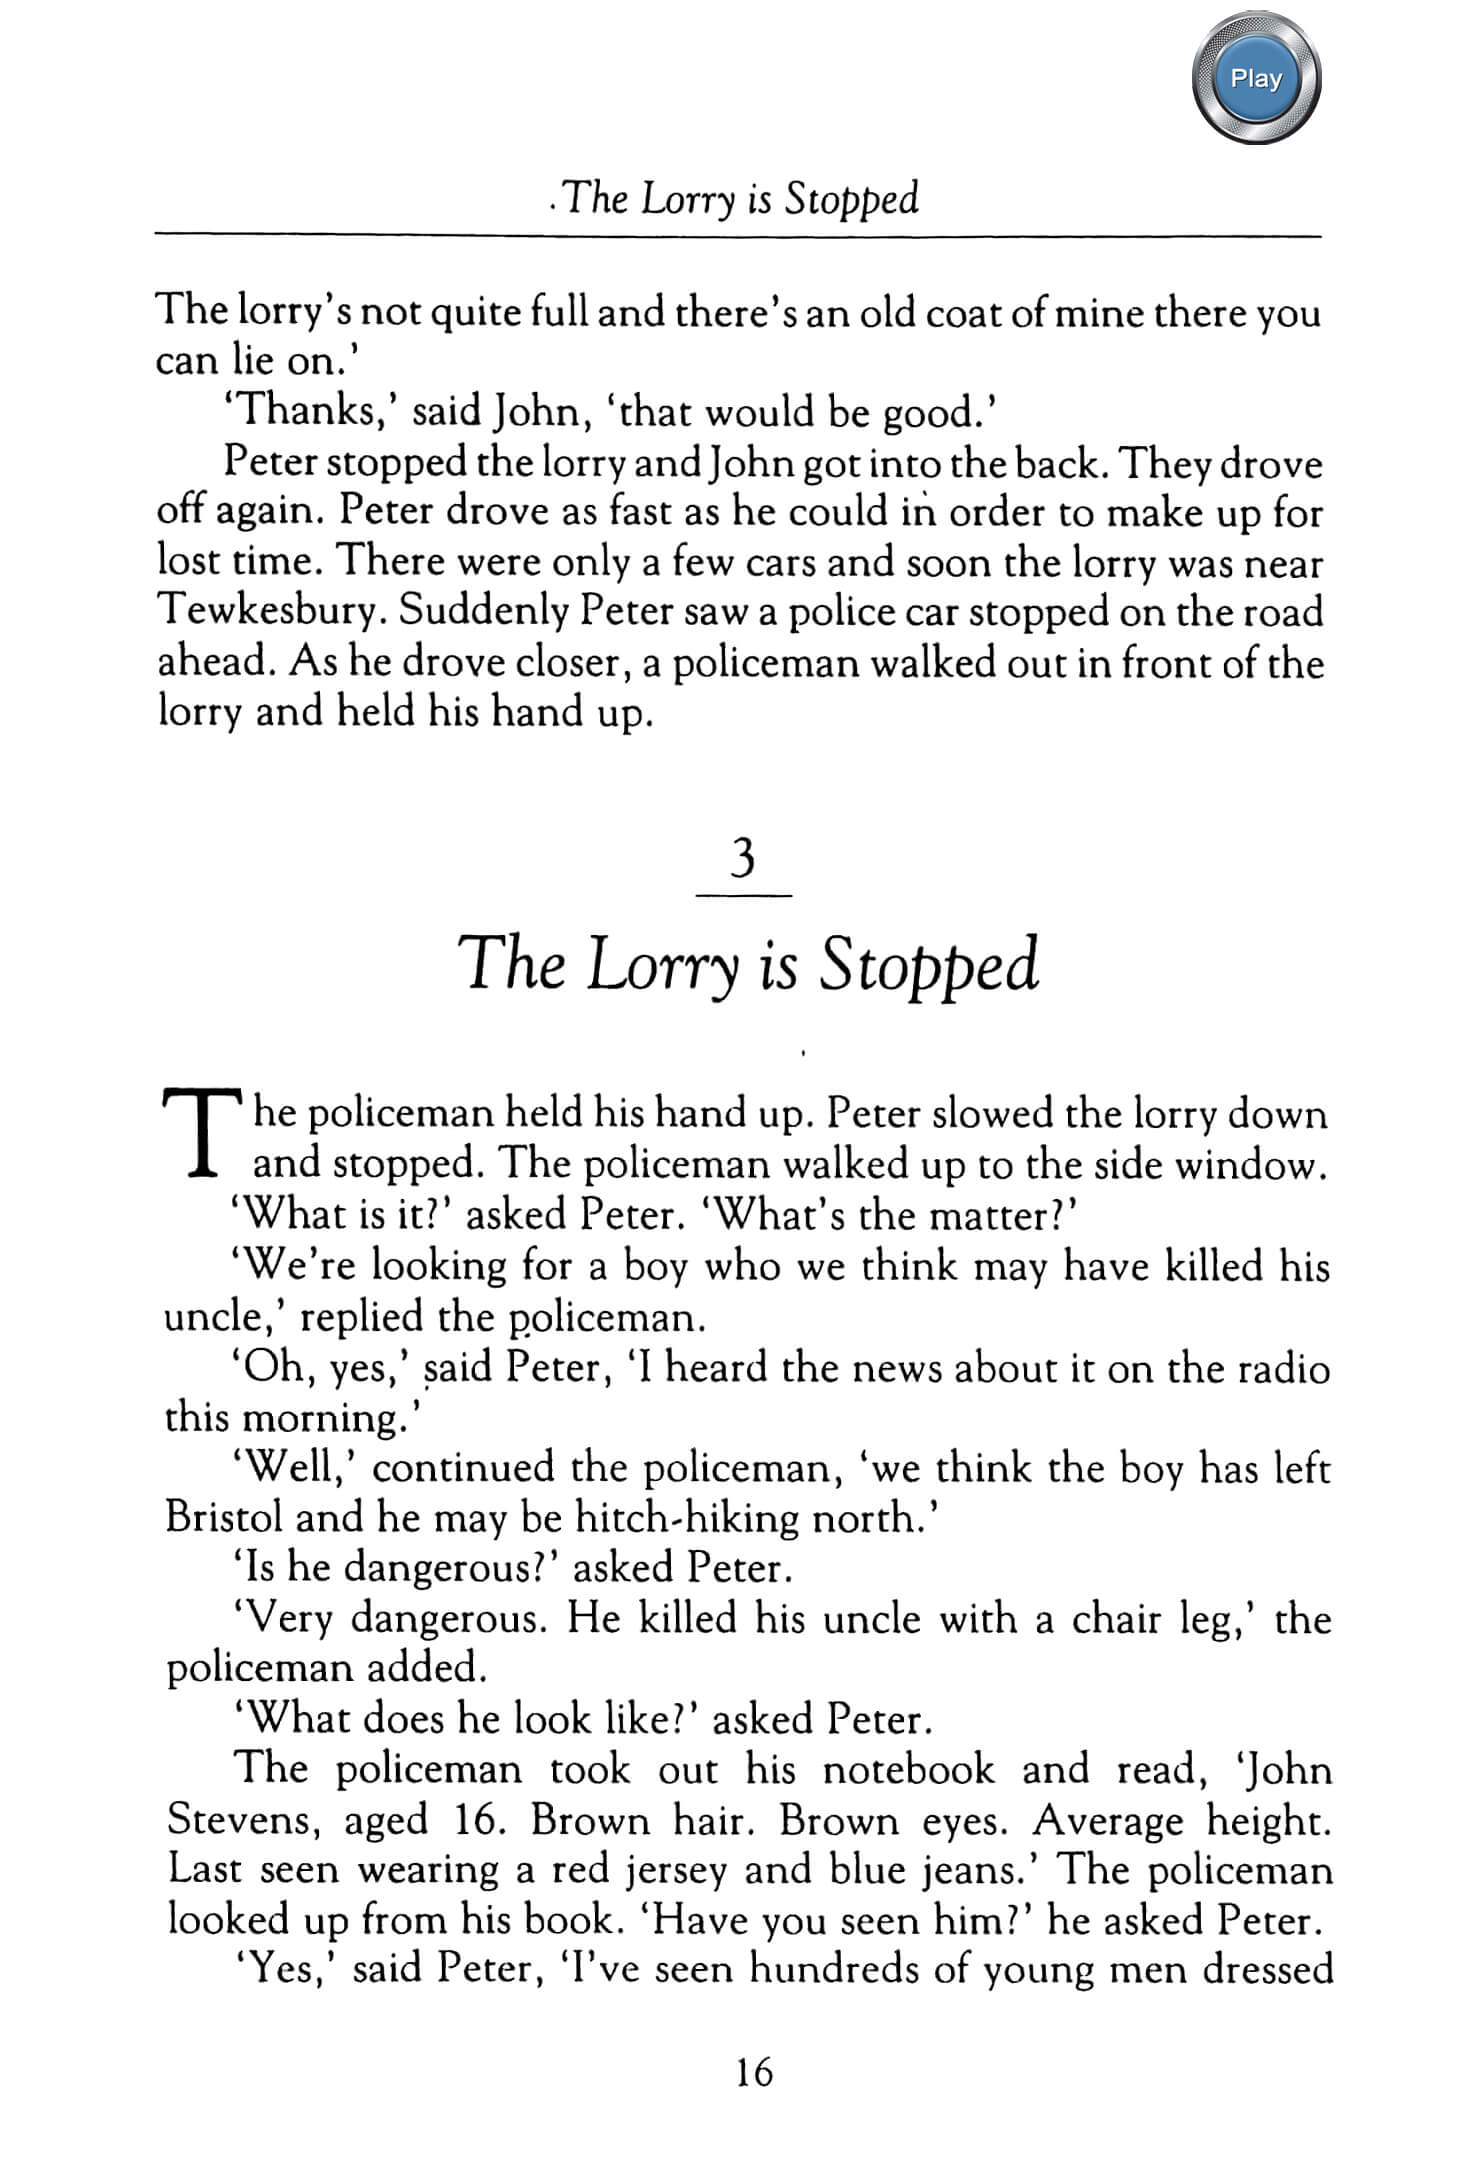 Play
.The Lorry is Stopped
The lorry's not quite full and there's an old coat of mine there you
can lie on.’
‘Thanks,’ said John, ‘that would be good.’
Peter stopped the lorry and John got into the back. They drove
off again. Peter drove as fast as he could in order to make up for
lost time. There were only a few cars and soon the lorry was near
Tewkesbury. Suddenly Peter saw a police car stopped on the road
ahead. As he drove closer, a policeman walked out in front of the
lorry and held his hand up.
3
The Lorry is Stopped
The policeman held his hand up. Peter slowed the lorry down
and stopped. The policeman walked up to the side window.
‘What is it?’ asked Peter. ‘What's the matter?’
‘We're looking for a boy who we think may have killed his
uncle,’ replied the policeman.
‘Oh, yes,’ said Peter, ‘I heard the news about it on the radio
this morning.’
‘Well,’ continued the policeman, ‘we think the boy has left
Bristol and he may be hitch-hiking north.’
‘Is he dangerous?’ asked Peter.
‘Very dangerous. He killed his uncle with a chair leg,’ the
policeman added.
‘What does he look like?’ asked Peter.
The policeman took out his notebook and read, ‘John
Stevens, aged 16. Brown hair. Brown eyes. Average height.
Last seen wearing a red jersey and blue jeans.’ The policeman
looked up from his book. ‘Have you seen him?’ he asked Peter.
‘Yes,’ said Peter, ‘I've seen hundreds of young men dressed
16